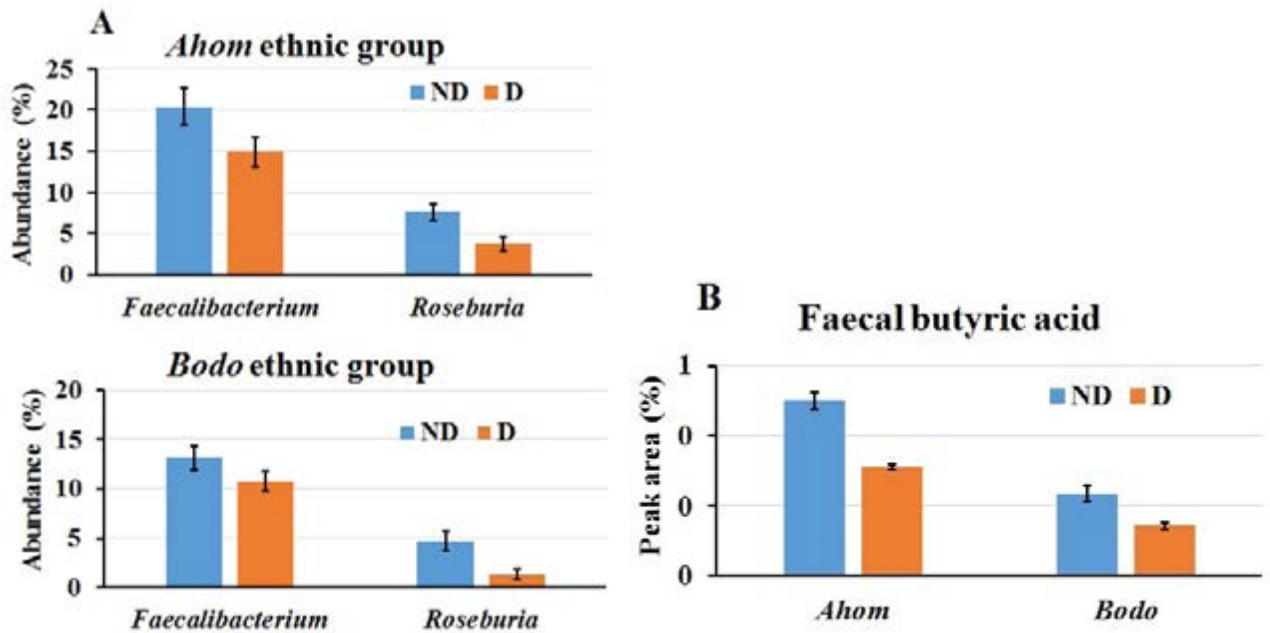 A
Ahom ethnic group
Abundance (%)
25
20
15
10
5
0
ND D
Faecalibacterium Roseburia
Bodo ethnic group
Abundance (%)
20
15
10
5
0
ND D
Faecalibacterium Roseburia
B
Faecal butyric acid
Peak area (%)
1
0
0
0
ND D
Ahom Bodo